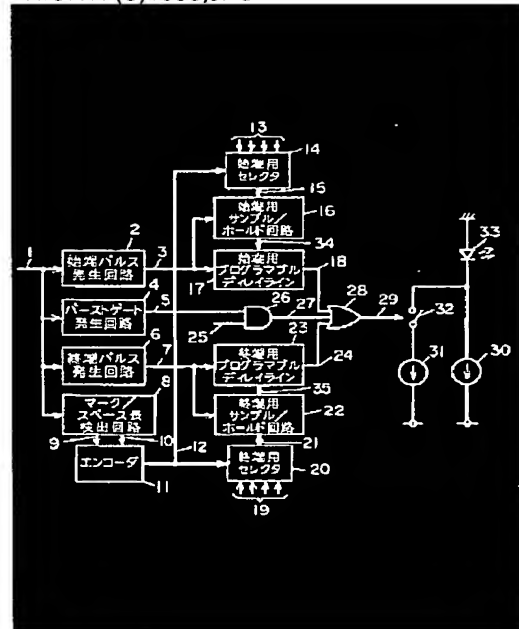 13
14
始端用
セレクタ
15
始端用
サンプル/
ホールド回路
16
34
1
2
始端パルス
発生回路
3
始端用
プログラマブル
ディレイライン
17
18
33
4
バーストゲート
発生回路
5
26
27
28
29
32
25
6
終端パルス
発生回路
7
23
終端用
プログラマブル
ディレイライン
24
31
30
35
8
マーク/
スペース長
検出回路
終端用
サンプル/
ホールド回路
22
9
10
12
21
エンコーダ
11
終端用
セレクタ
20
19